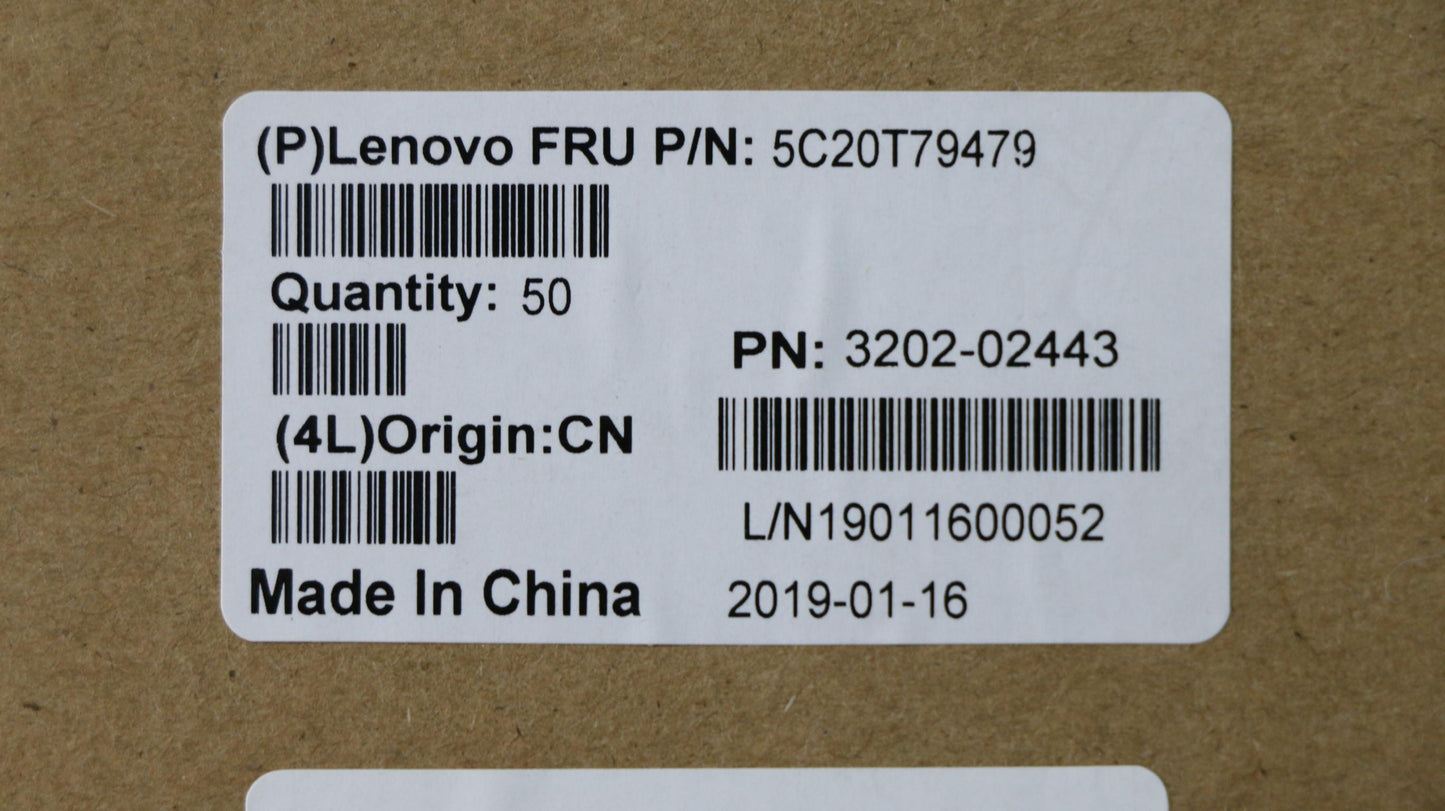 (P)Lenovo FRU P/N: 5C20T79479
Quantity: 50
PN: 3202-02443
(4L)Origin:CN
L/N19011600052
Made In China
2019-01-16